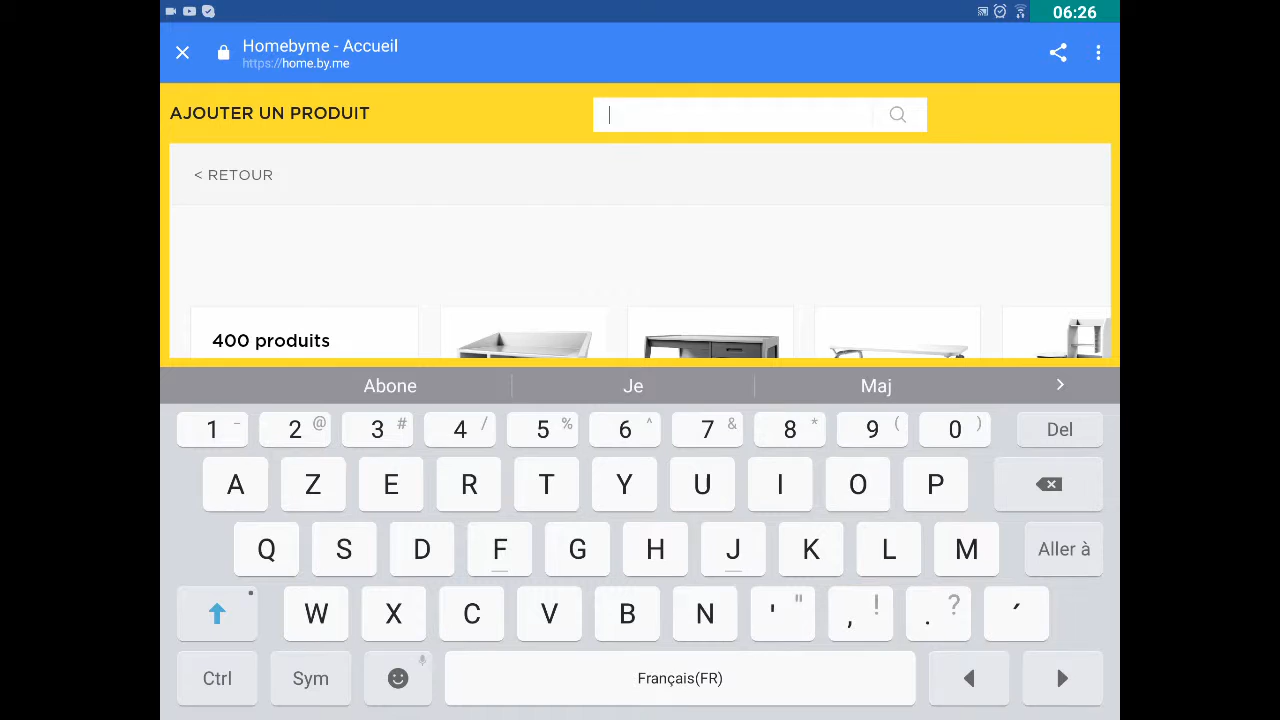 06:26
Homebyme - Accueil
https://home.by.me
AJOUTER UN PRODUIT
< RETOUR
400 produits
Abone Je Maj >
1 - 2 @ 3 # 4 / 5 % 6 ^ 7 & 8 * 9 ( 0 ) Del
A Z E R T Y U I O P
Q S D F G H J K L M Aller à
W X C V B N ' " , ! . ? ´
Ctrl Sym Français(FR)